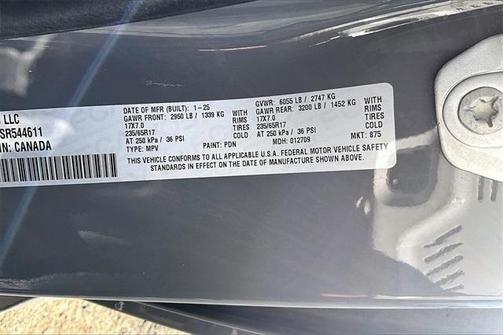 LLC
DATE OF MFR (BUILT): 1-25 GVWR: 6055 LB / 2747 KG
GAWR FRONT: 2950 LB / 1339 KG WITH GAWR REAR: 3200 LB / 1452 KG WITH
17X7.0 RIMS 17X7.0 RIMS
235/65R17 TIRES 235/65R17 TIRES
AT 250 kPa / 36 PSI COLD AT 250 kPa / 36 PSI COLD
TYPE: MPV PAINT: PDN MDH: 012709 MKT: 875
THIS VEHICLE CONFORMS TO ALL APPLICABLE U.S.A. FEDERAL MOTOR VEHICLE SAFETY
STANDARDS IN EFFECT ON THE DATE OF MANUFACTURE SHOWN ABOVE.
SR544611
IN: CANADA